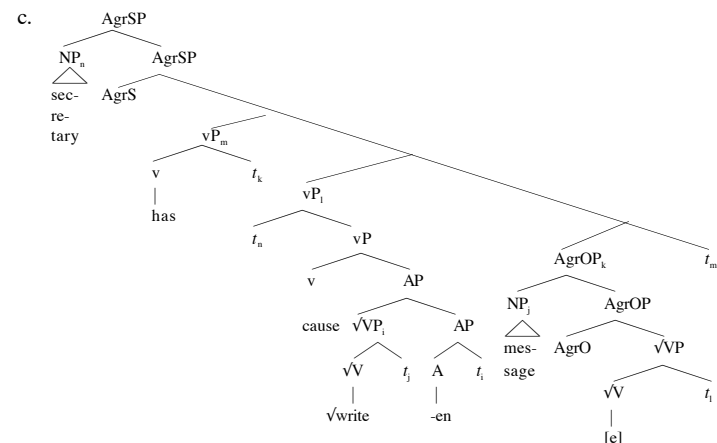 c. AgrSP
NPₙ AgrSP
sec- AgrS
re-
tary
vPₘ
v tₖ
has
vPₗ
tₙ vP
v AP
cause √VPᵢ AP
√V tⱼ A tᵢ
√write -en
AgrOPₖ tₘ
NPⱼ AgrOP
mes- AgrO √VP
sage
√V tₗ
[e]